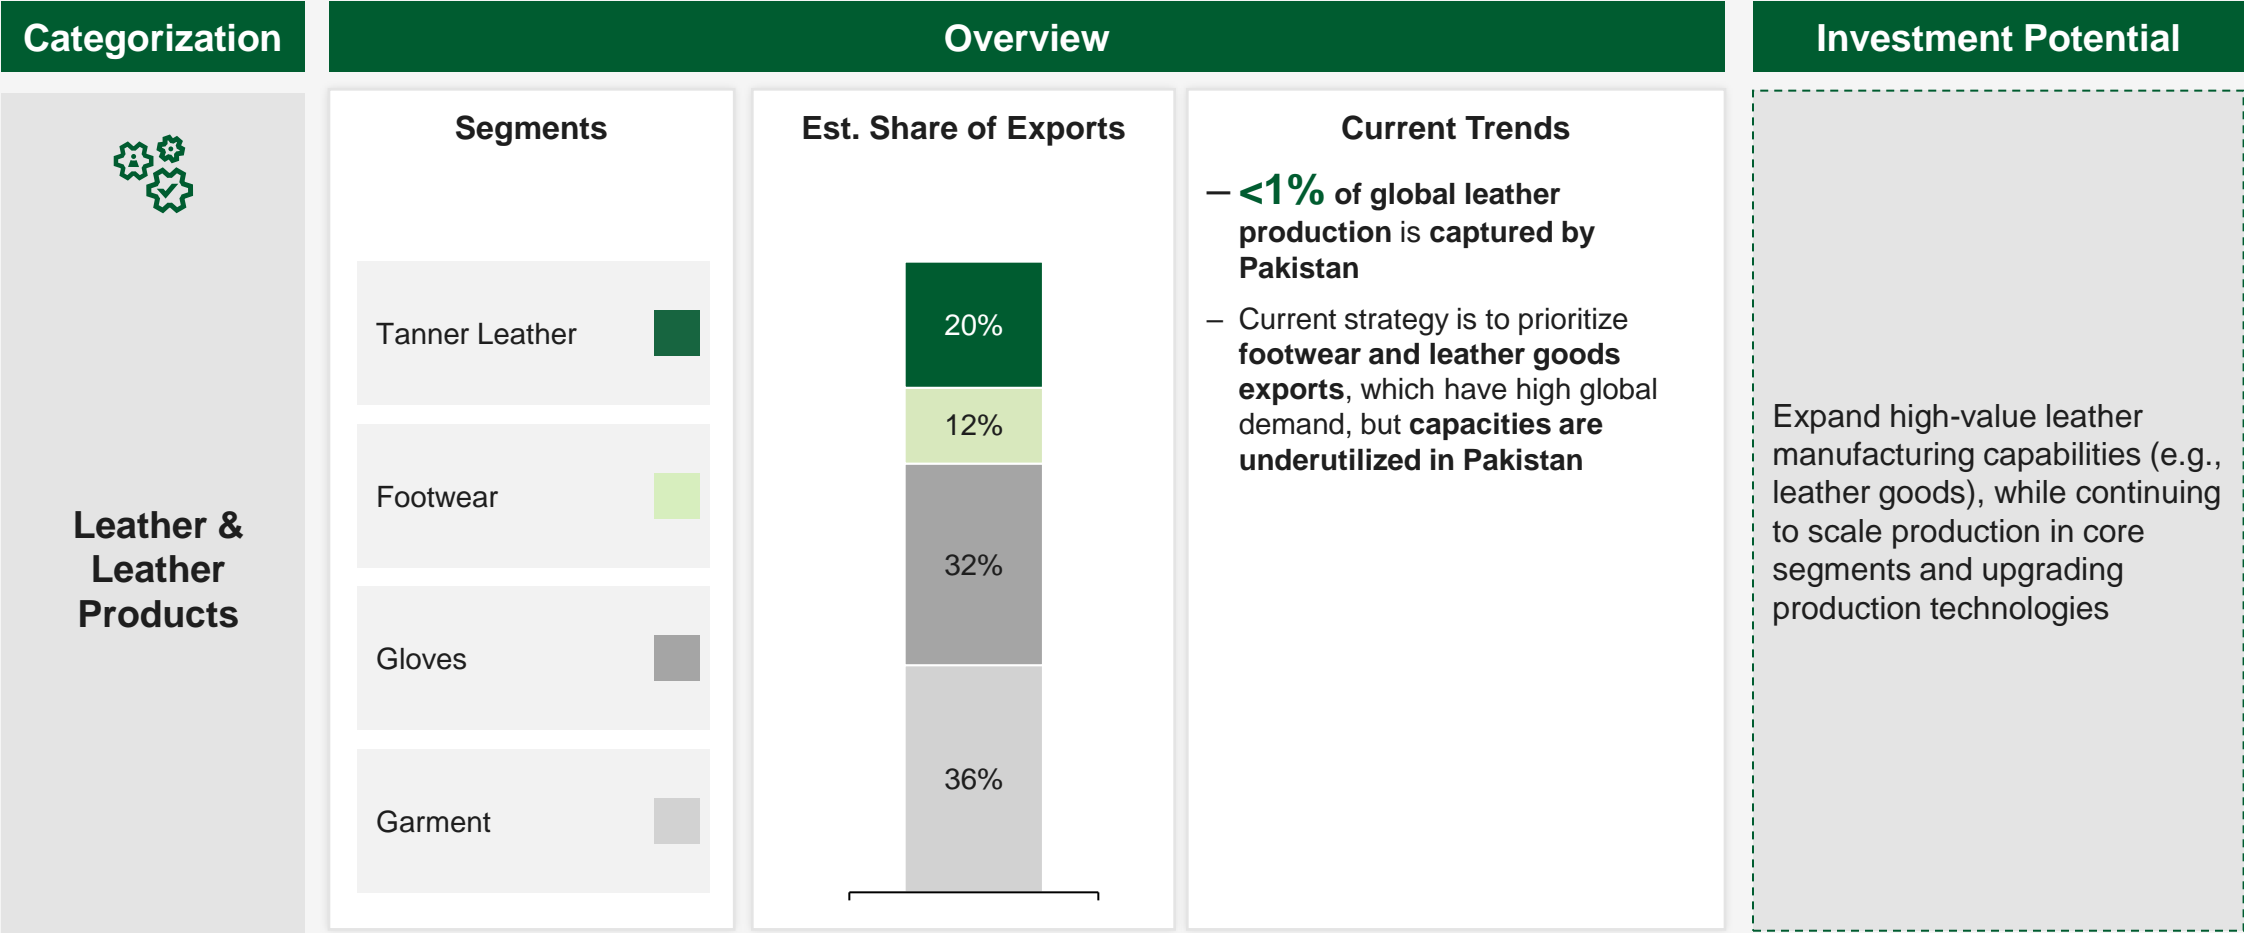 Categorization
Overview
Investment Potential
Leather &
Leather
Products
Segments
Tanner Leather
Footwear
Gloves
Garment
Est. Share of Exports
20%
12%
32%
36%
Current Trends
– <1% of global leather
production is captured by
Pakistan
– Current strategy is to prioritize
footwear and leather goods
exports, which have high global
demand, but capacities are
underutilized in Pakistan
Expand high-value leather
manufacturing capabilities (e.g.,
leather goods), while continuing
to scale production in core
segments and upgrading
production technologies